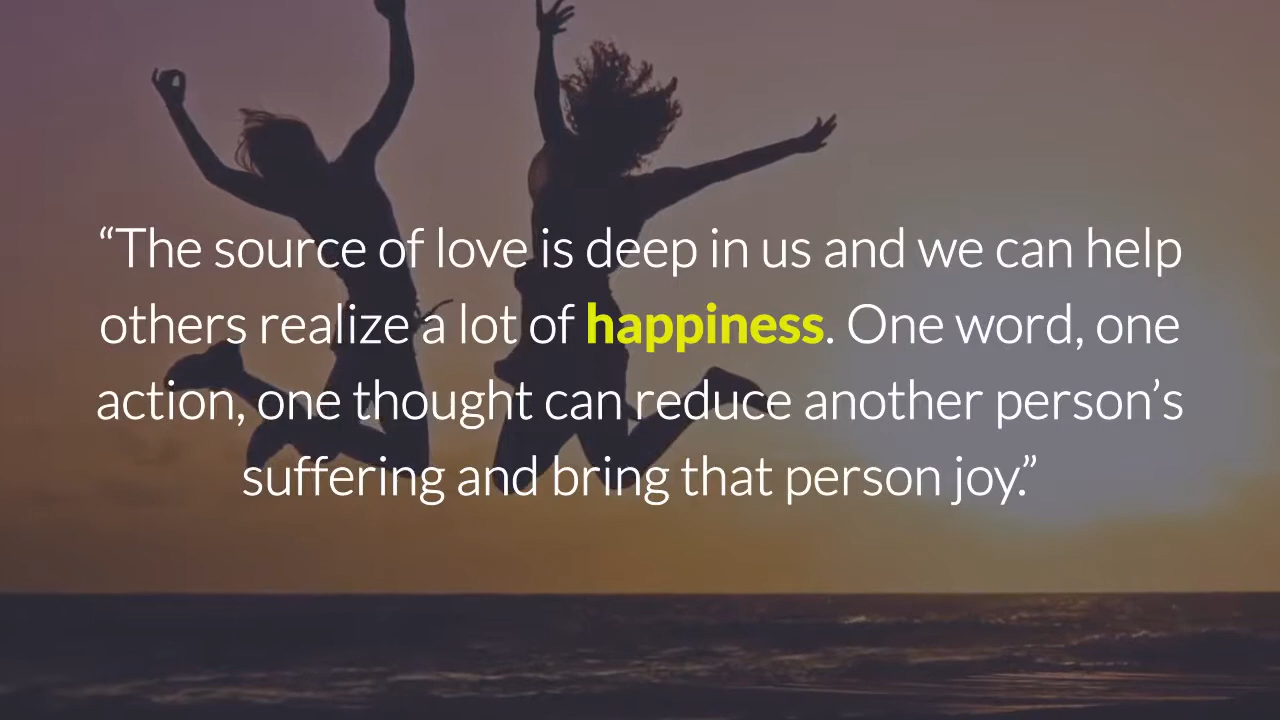 “The source of love is deep in us and we can help
others realize a lot of happiness. One word, one
action, one thought can reduce another person’s
suffering and bring that person joy.”